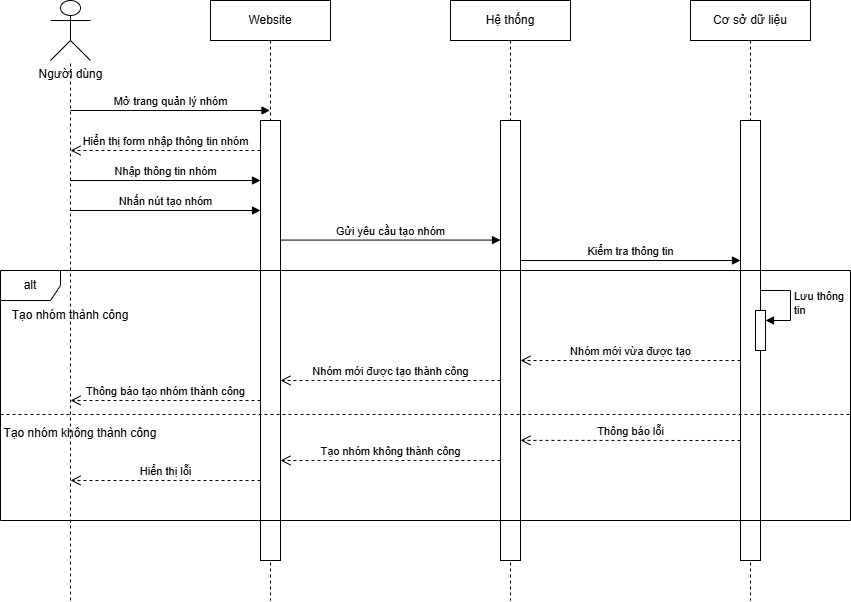 Website
Hệ thống
Cơ sở dữ liệu
Người dùng
Mở trang quản lý nhóm
Hiển thị form nhập thông tin nhóm
Nhập thông tin nhóm
Nhấn nút tạo nhóm
Gửi yêu cầu tạo nhóm
Kiểm tra thông tin
alt
Lưu thông
tin
Tạo nhóm thành công
Nhóm mới vừa được tạo
Nhóm mới được tạo thành công
Thông báo tạo nhóm thành công
Tạo nhóm không thành công
Thông báo lỗi
Tạo nhóm không thành công
Hiển thị lỗi